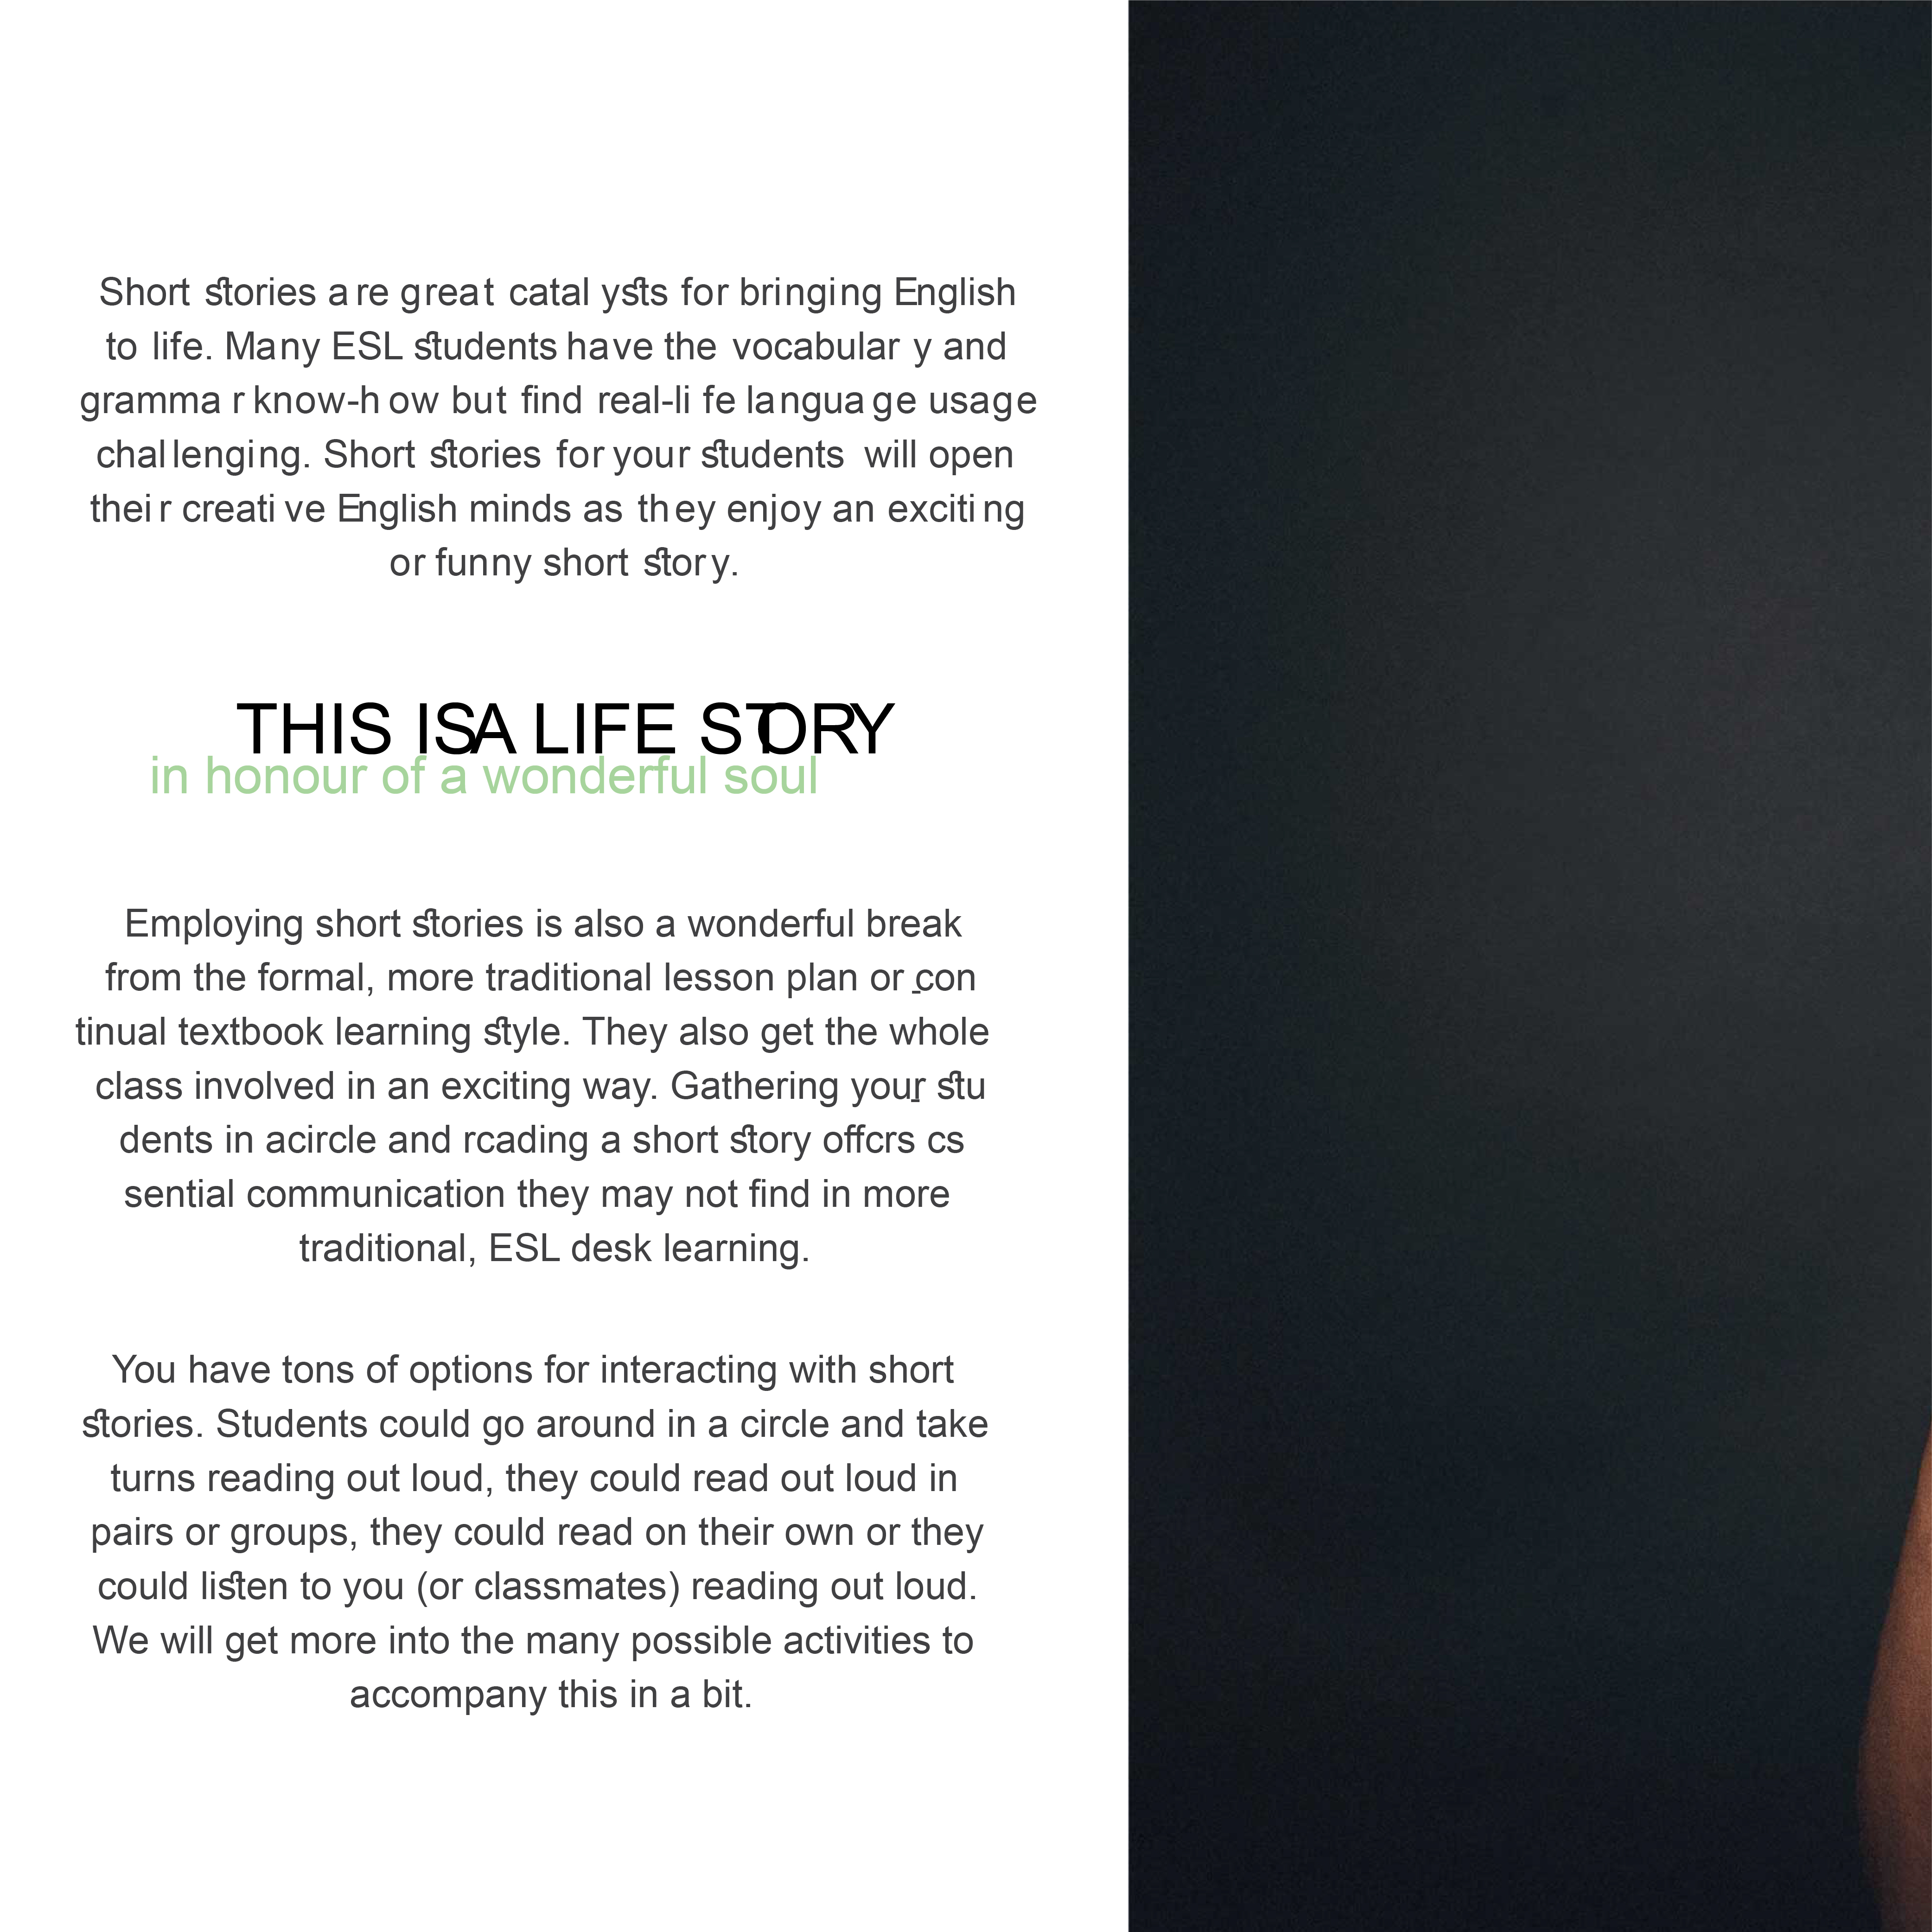 Short stories are great catalysts for bringing English
to life. Many ESL students have the vocabulary and
grammar know-how but find real-life language usage
challenging. Short stories for your students will open
their creative English minds as they enjoy an exciting
or funny short story.
THIS IS A LIFE STORY
in honour of a wonderful soul
Employing short stories is also a wonderful break
from the formal, more traditional lesson plan or con
tinual textbook learning style. They also get the whole
class involved in an exciting way. Gathering your stu
dents in acircle and rcading a short story offcrs cs
sential communication they may not find in more
traditional, ESL desk learning.
You have tons of options for interacting with short
stories. Students could go around in a circle and take
turns reading out loud, they could read out loud in
pairs or groups, they could read on their own or they
could listen to you (or classmates) reading out loud.
We will get more into the many possible activities to
accompany this in a bit.